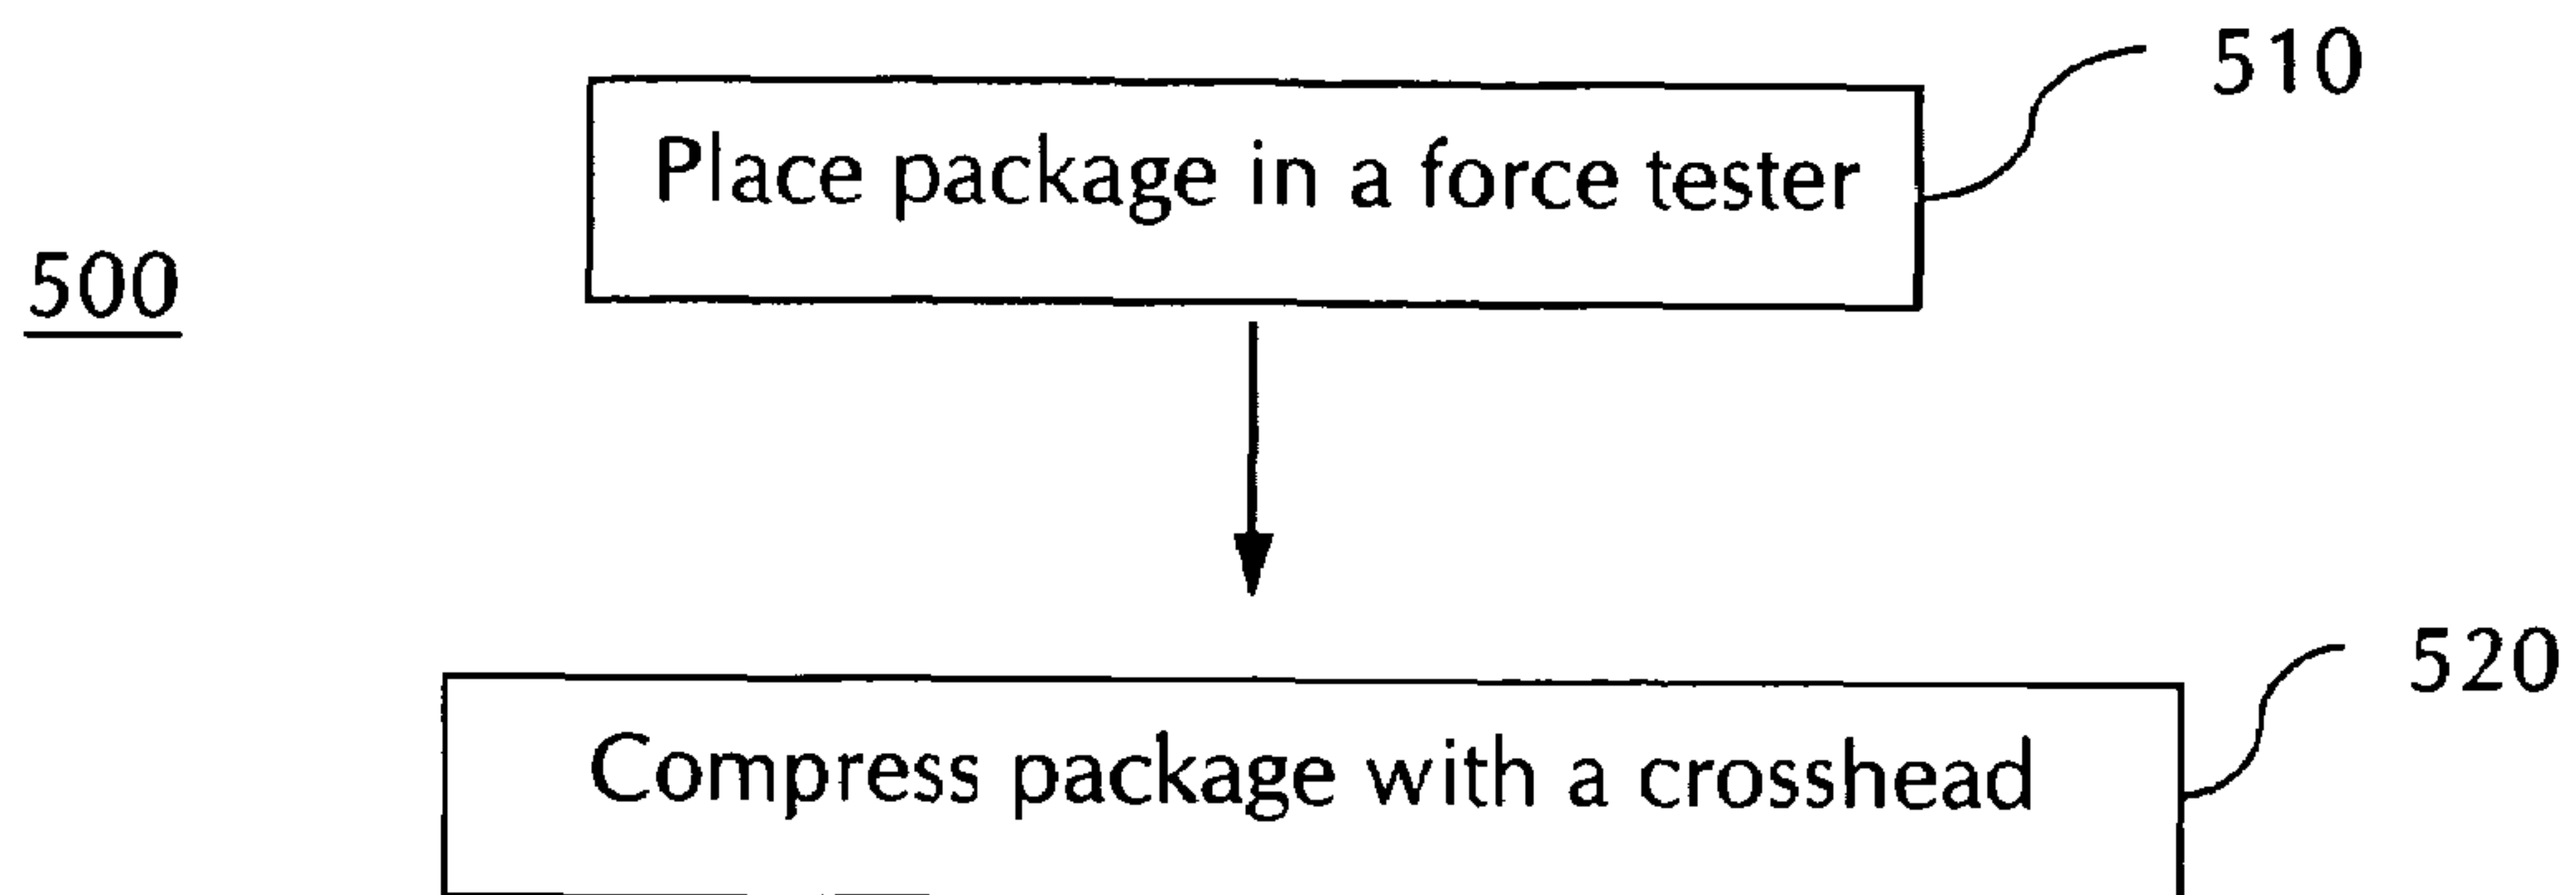 510
Place package in a force tester
500
520
Compress package with a crosshead